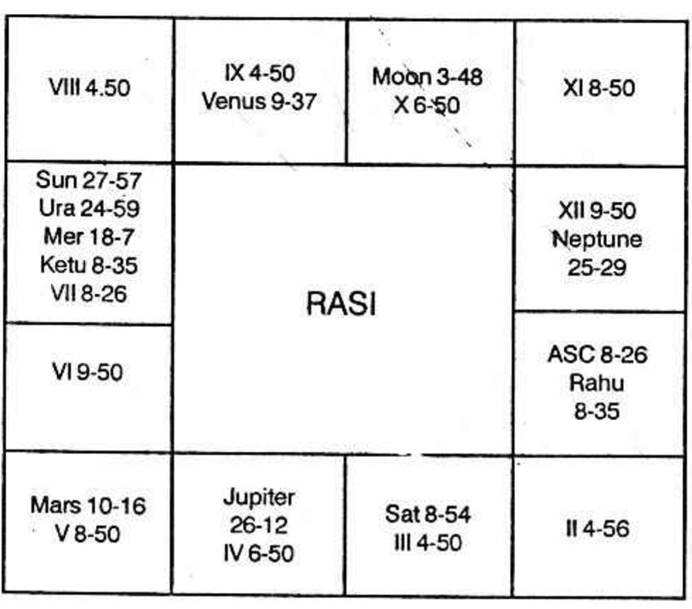 VIII 4.50
IX 4-50
Venus 9-37
Moon 3-48
X 6-50
XI 8-50
Sun 27-57
Ura 24-59
Mer 18-7
Ketu 8-35
VII 8-26
XII 9-50
Neptune
25-29
RASI
VI 9-50
ASC 8-26
Rahu
8-35
Mars 10-16
V 8-50
Jupiter
26-12
IV 6-50
Sat 8-54
III 4-50
II 4-56